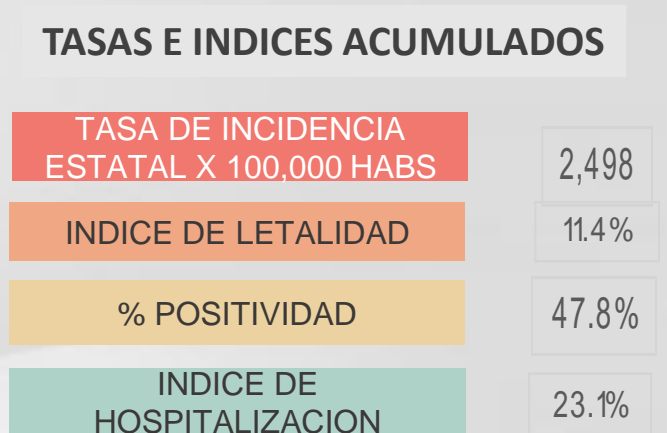 TASAS E INDICES ACUMULADOS
TASA DE INCIDENCIA
ESTATAL X 100,000 HABS
2,498
INDICE DE LETALIDAD
11.4%
% POSITIVIDAD
47.8%
INDICE DE
HOSPITALIZACION
23.1%